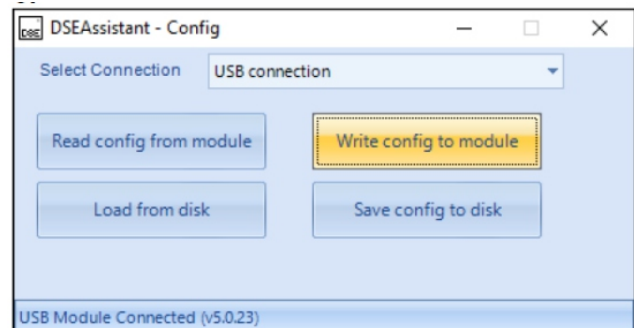 DSE DSEAssistant - Config
Select Connection USB connection
Read config from module Write config to module
Load from disk Save config to disk
USB Module Connected (v5.0.23)